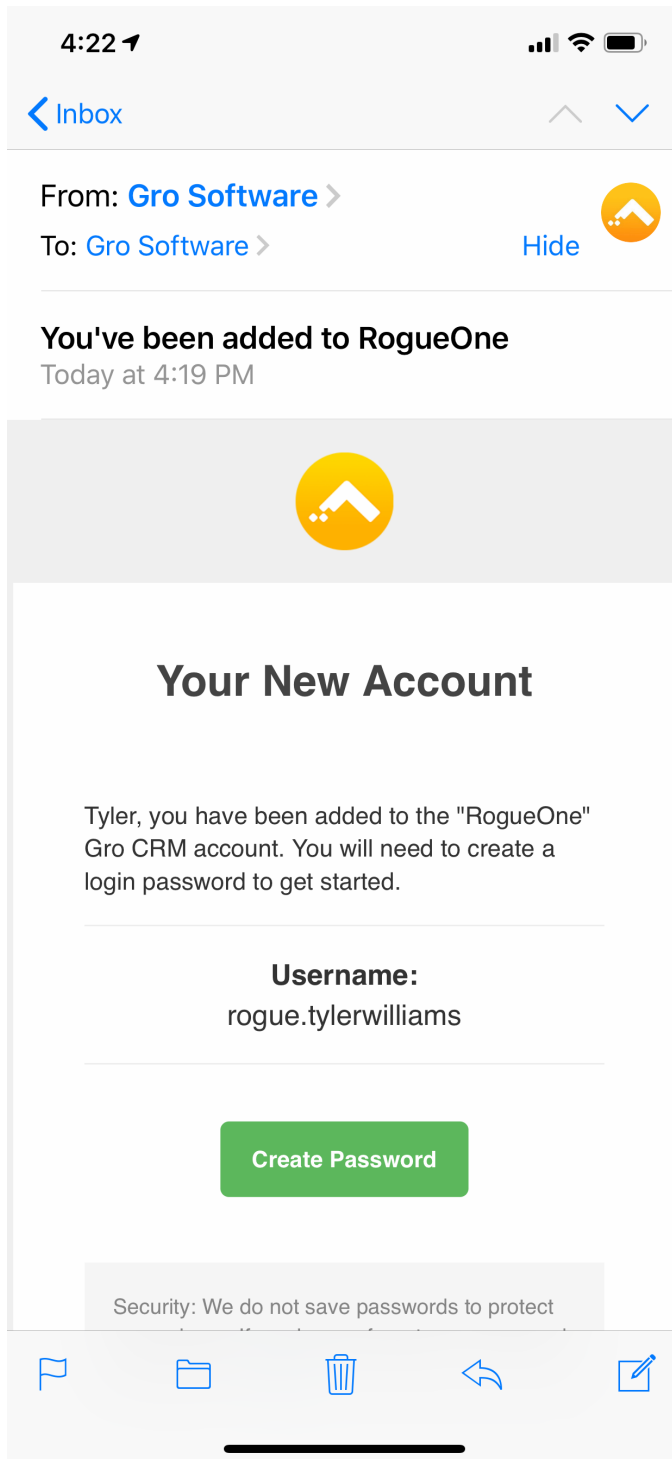 4:22
Inbox
From: Gro Software
To: Gro Software
Hide
You've been added to RogueOne
Today at 4:19 PM
Your New Account
Tyler, you have been added to the "RogueOne"
Gro CRM account. You will need to create a
login password to get started.
Username:
rogue.tylerwilliams
Create Password
Security: We do not save passwords to protect